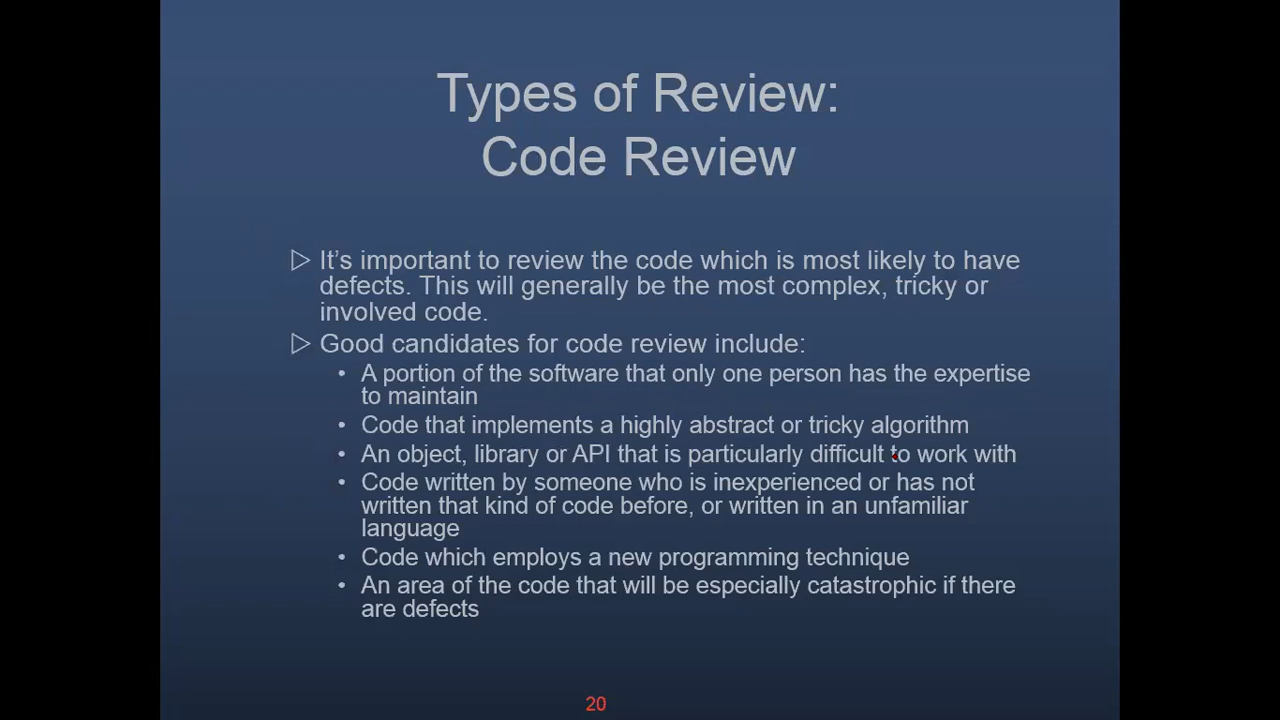 Types of Review:
Code Review
It's important to review the code which is most likely to have
defects. This will generally be the most complex, tricky or
involved code.
Good candidates for code review include:
• A portion of the software that only one person has the expertise
to maintain
• Code that implements a highly abstract or tricky algorithm
• An object, library or API that is particularly difficult to work with
• Code written by someone who is inexperienced or has not
written that kind of code before, or written in an unfamiliar
language
• Code which employs a new programming technique
• An area of the code that will be especially catastrophic if there
are defects
20